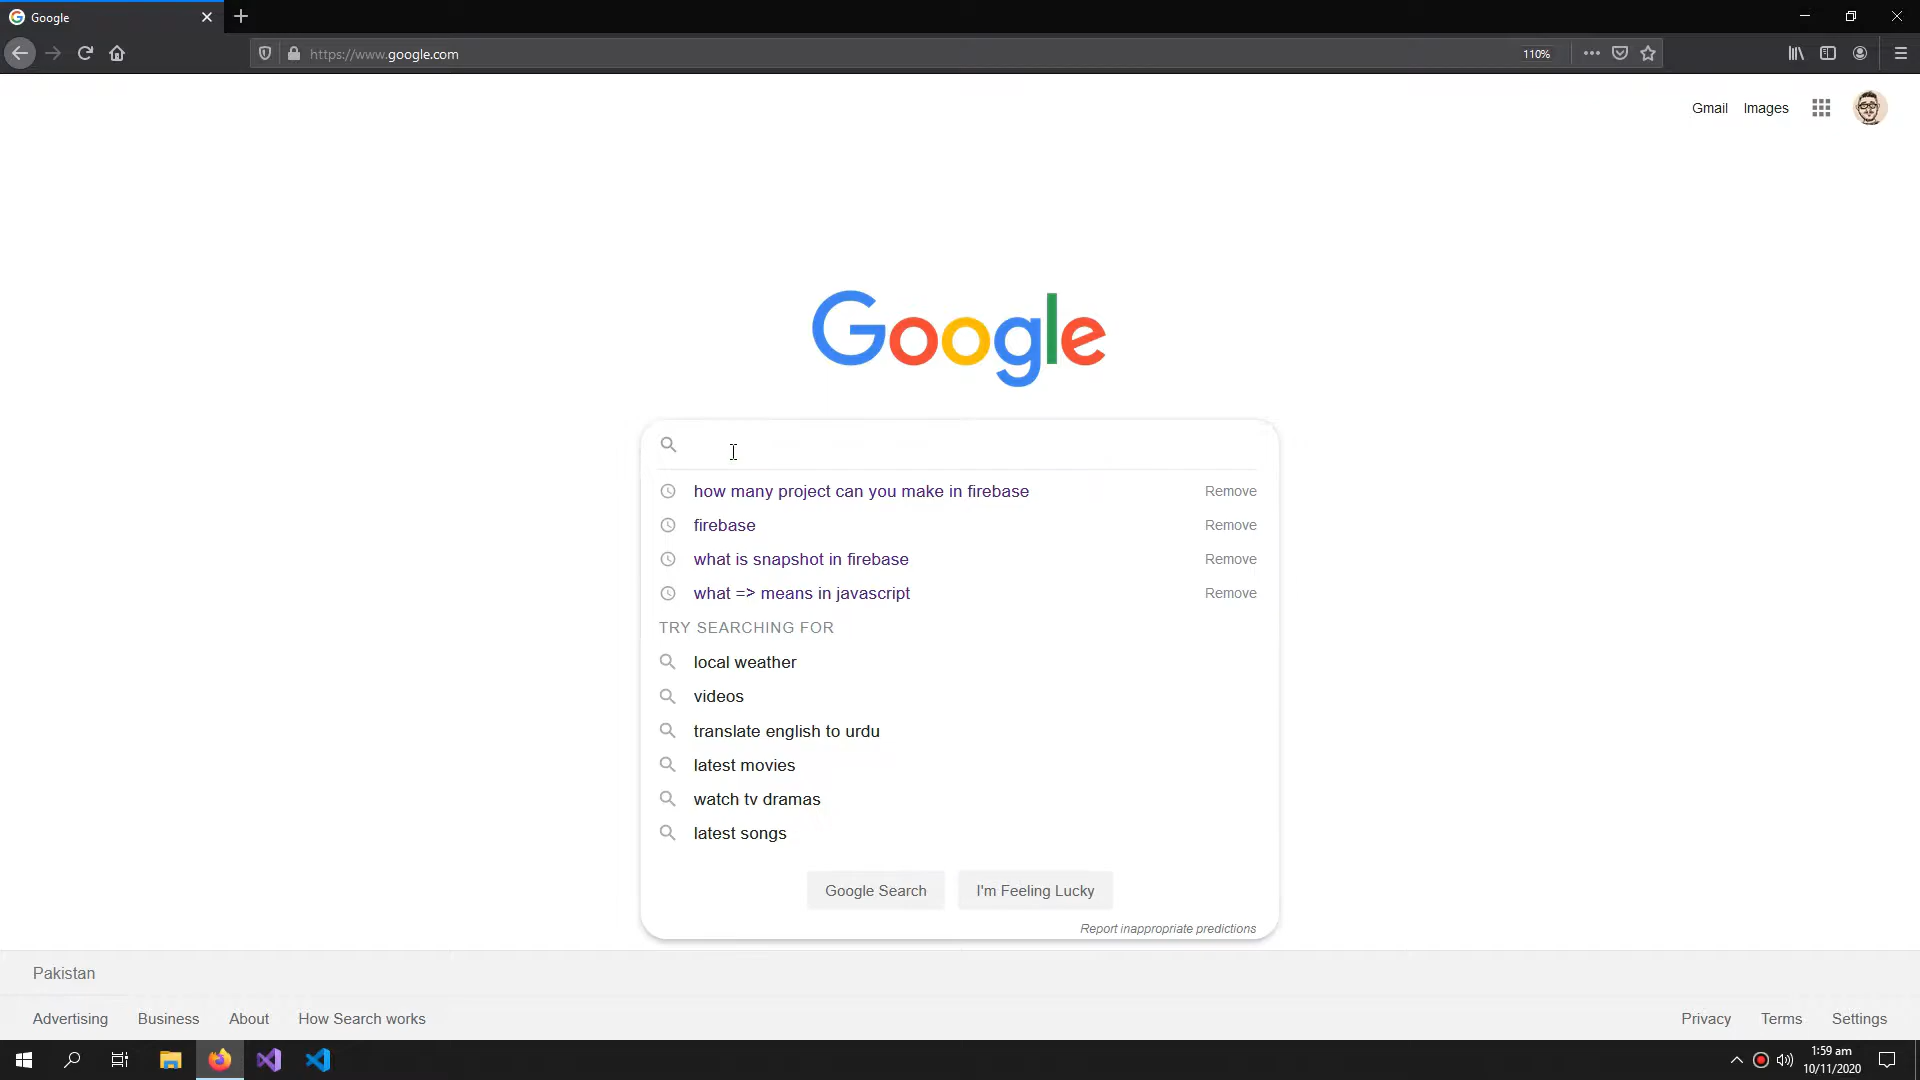 Google
https://www.google.com
110%
Gmail Images
Google
how many project can you make in firebase Remove
firebase Remove
what is snapshot in firebase Remove
what => means in javascript Remove
TRY SEARCHING FOR
local weather
videos
translate english to urdu
latest movies
watch tv dramas
latest songs
Google Search I'm Feeling Lucky
Report inappropriate predictions
Pakistan
Advertising Business About How Search works Privacy Terms Settings
1:59 am
10/11/2020